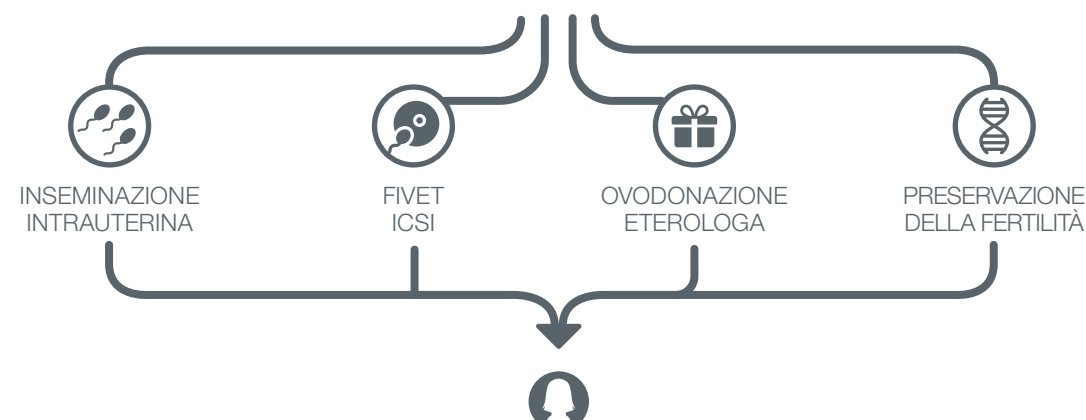 INSEMINAZIONE
INTRAUTERINA
FIVET
ICSI
OVODONAZIONE
ETEROLOGA
PRESERVAZIONE
DELLA FERTILITÀ